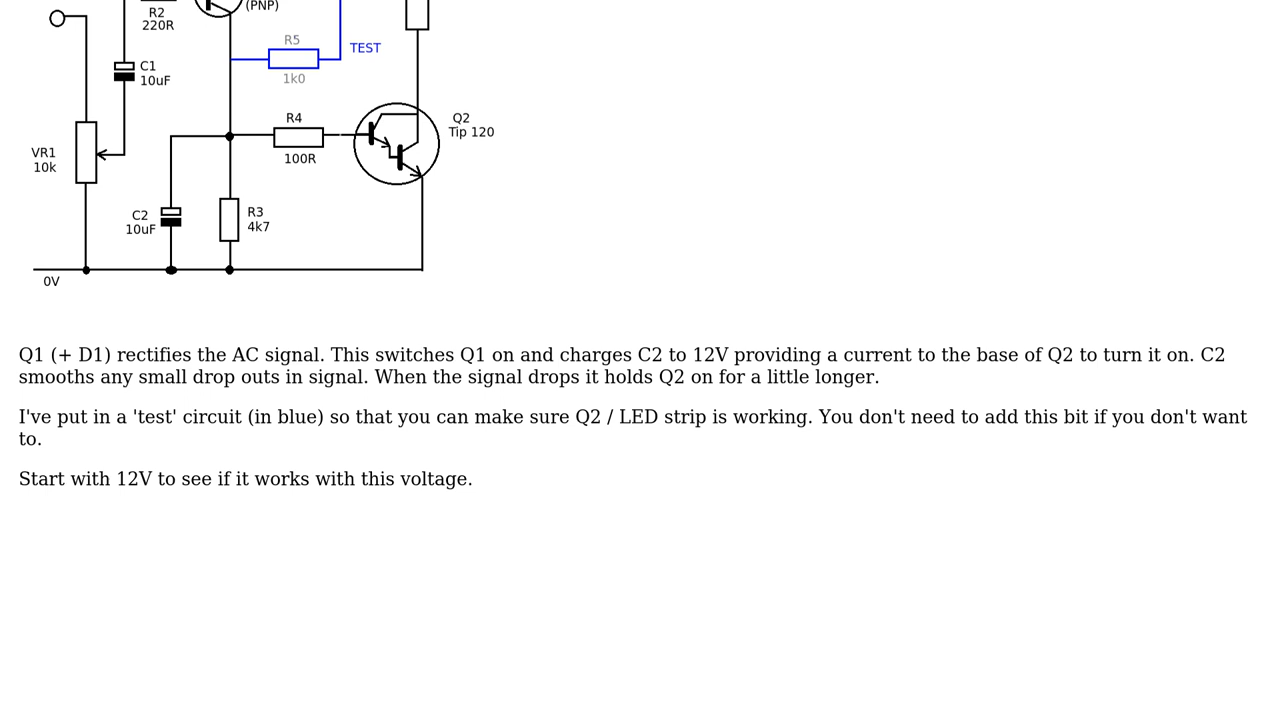 (PNP)
R2
220R
R5
TEST
C1
10uF
1k0
R4
Q2
Tip 120
VR1
10k
100R
C2
10uF
R3
4k7
0V
Q1 (+ D1) rectifies the AC signal. This switches Q1 on and charges C2 to 12V providing a current to the base of Q2 to turn it on. C2
smooths any small drop outs in signal. When the signal drops it holds Q2 on for a little longer.
I've put in a 'test' circuit (in blue) so that you can make sure Q2 / LED strip is working. You don't need to add this bit if you don't want
to.
Start with 12V to see if it works with this voltage.